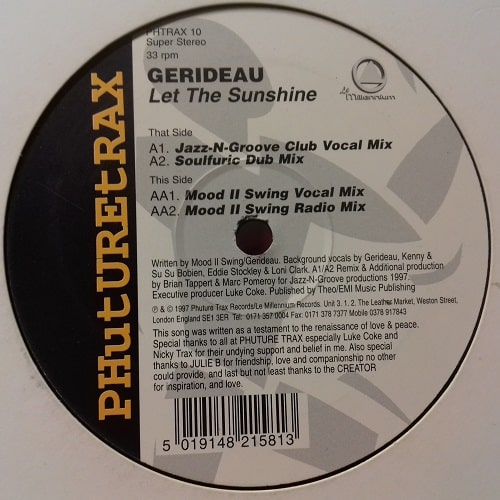 PHTRAX 10
Super Stereo
33 rpm
GERIDEAU
Let The Sunshine
Le Millennium
PHutUREtRAX
That Side
A1. Jazz-N-Groove Club Vocal Mix
A2. Soulfuric Dub Mix
This Side
AA1. Mood II Swing Vocal Mix
AA2. Mood II Swing Radio Mix
Written by Mood II Swing/Gerideau. Background vocals by Gerideau, Kenny &
Su Su Bobien, Eddie Stockley & Loni Clark. A1/A2 Remix & Additional production
by Brian Tappert & Marc Pomeroy for Jazz-N-Groove productions 1997.
Executive producer Luke Coke. Published by Theo/EMI Music Publishing
℗ & © 1997 Phuture Trax Records/Le Millennium Records. Unit 3. 1. 2. The Leather Market, Weston Street,
London England SE1 3ER Tel: 0171 357 0004 Fax: 0171 378 7377 Mobile 0378 917843
This song was written as a testament to the renaissance of love & peace.
Special thanks to all at PHUTURE TRAX especially Luke Coke and
Nicky Trax for their undying support and belief in me. Also special
thanks to JULIE B for friendship, love and companionship no other
could provide, and last but not least thanks to the CREATOR
for inspiration, and love.
5 019148 215813